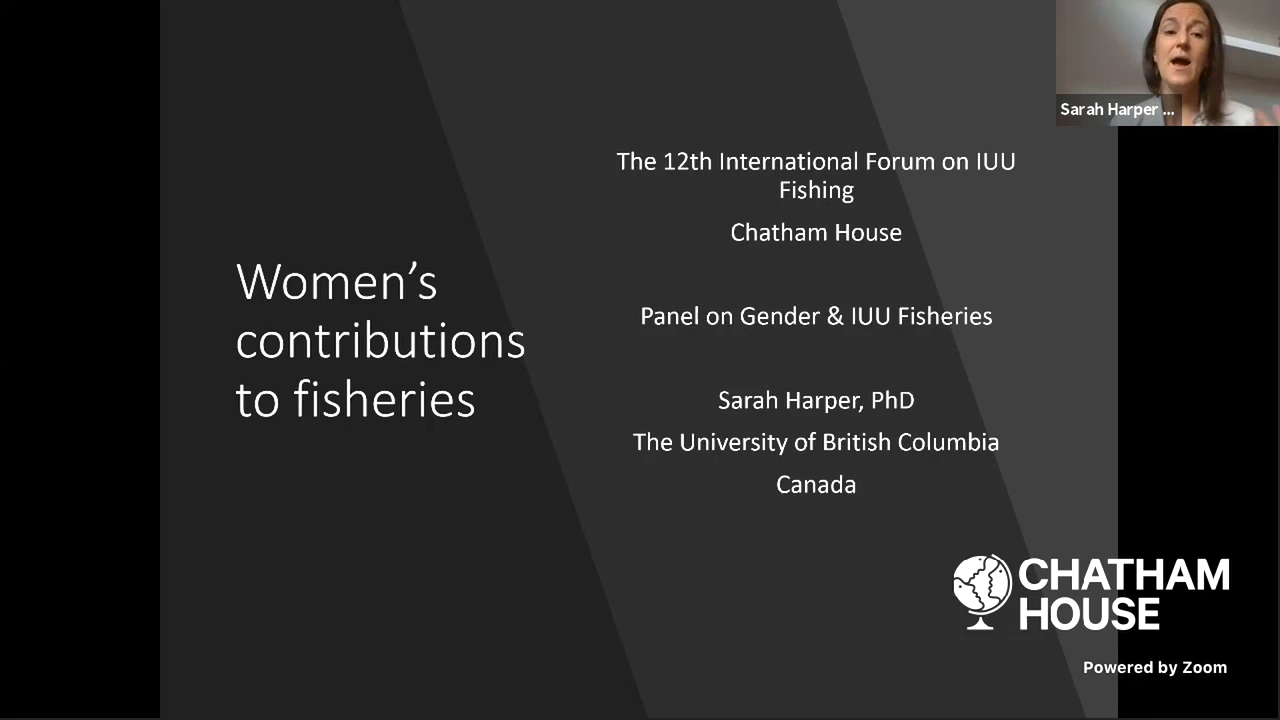 Women's
contributions
to fisheries
The 12th International Forum on IUU
Fishing
Chatham House
Panel on Gender & IUU Fisheries
Sarah Harper, PhD
The University of British Columbia
Canada
Sarah Harper ...
CHATHAM
HOUSE
Powered by Zoom